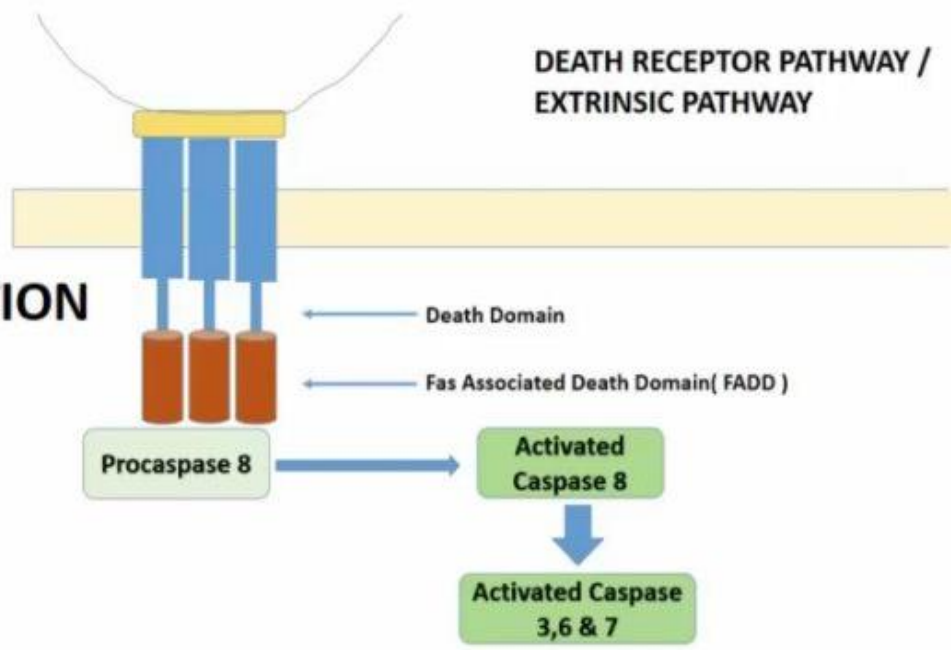 DEATH RECEPTOR PATHWAY /
EXTRINSIC PATHWAY
TION
Death Domain
Fas Associated Death Domain( FADD )
Procaspase 8
Activated
Caspase 8
Activated Caspase
3,6 & 7